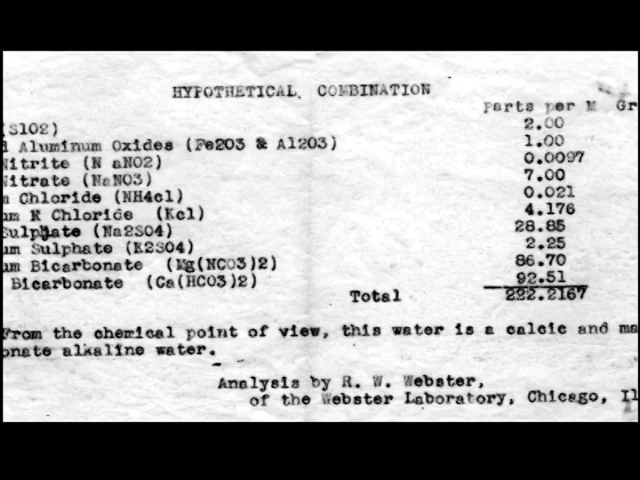 HYPOTHETICAL COMBINATION
Parts per M Gr
(SiO2) 2.00
d Aluminum Oxides (Fe2O3 & Al2O3) 1.00
Nitrite (N aNO2) 0.0097
Nitrate (NaNO3) 7.00
m Chloride (NH4cl) 0.021
um K Chloride (Kcl) 4.176
Sulphate (Na2SO4) 28.85
um Sulphate (K2SO4) 2.25
um Bicarbonate (Mg(NCO3)2) 86.70
Bicarbonate (Ca(HCO3)2) 92.51
Total 222.2167
From the chemical point of view, this water is a calcic and ma
onate alkaline water.
Analysis by R. W. Webster,
of the Webster Laboratory, Chicago, Il